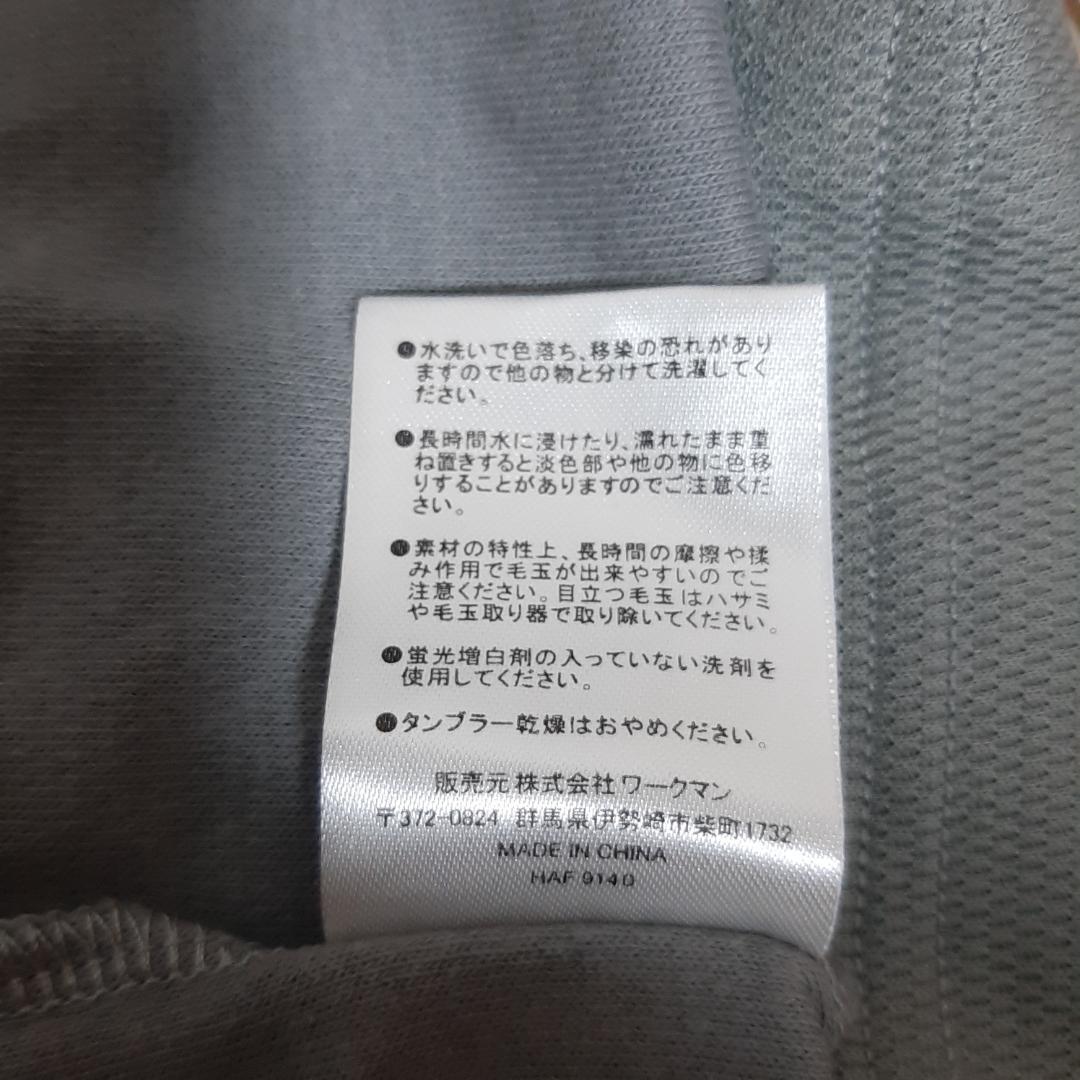 ●水洗いで色落ち、移染の恐れがあり
ますので他の物と分けて洗濯してく
ださい。
●長時間水に浸けたり、濡れたまま重
ね置きすると淡色部や他の物に色移
りすることがありますのでご注意くだ
さい。
●素材の特性上、長時間の摩擦や揉
み作用で毛玉が出来やすいのでご
注意ください。目立つ毛玉はハサミ
や毛玉取り器で取り除いてください。
●蛍光増白剤の入っていない洗剤を
使用してください。
●タンブラー乾燥はおやめください。
販売元 株式会社ワークマン
〒372-0824 群馬県伊勢崎市柴町1732
MADE IN CHINA
HAF 9140